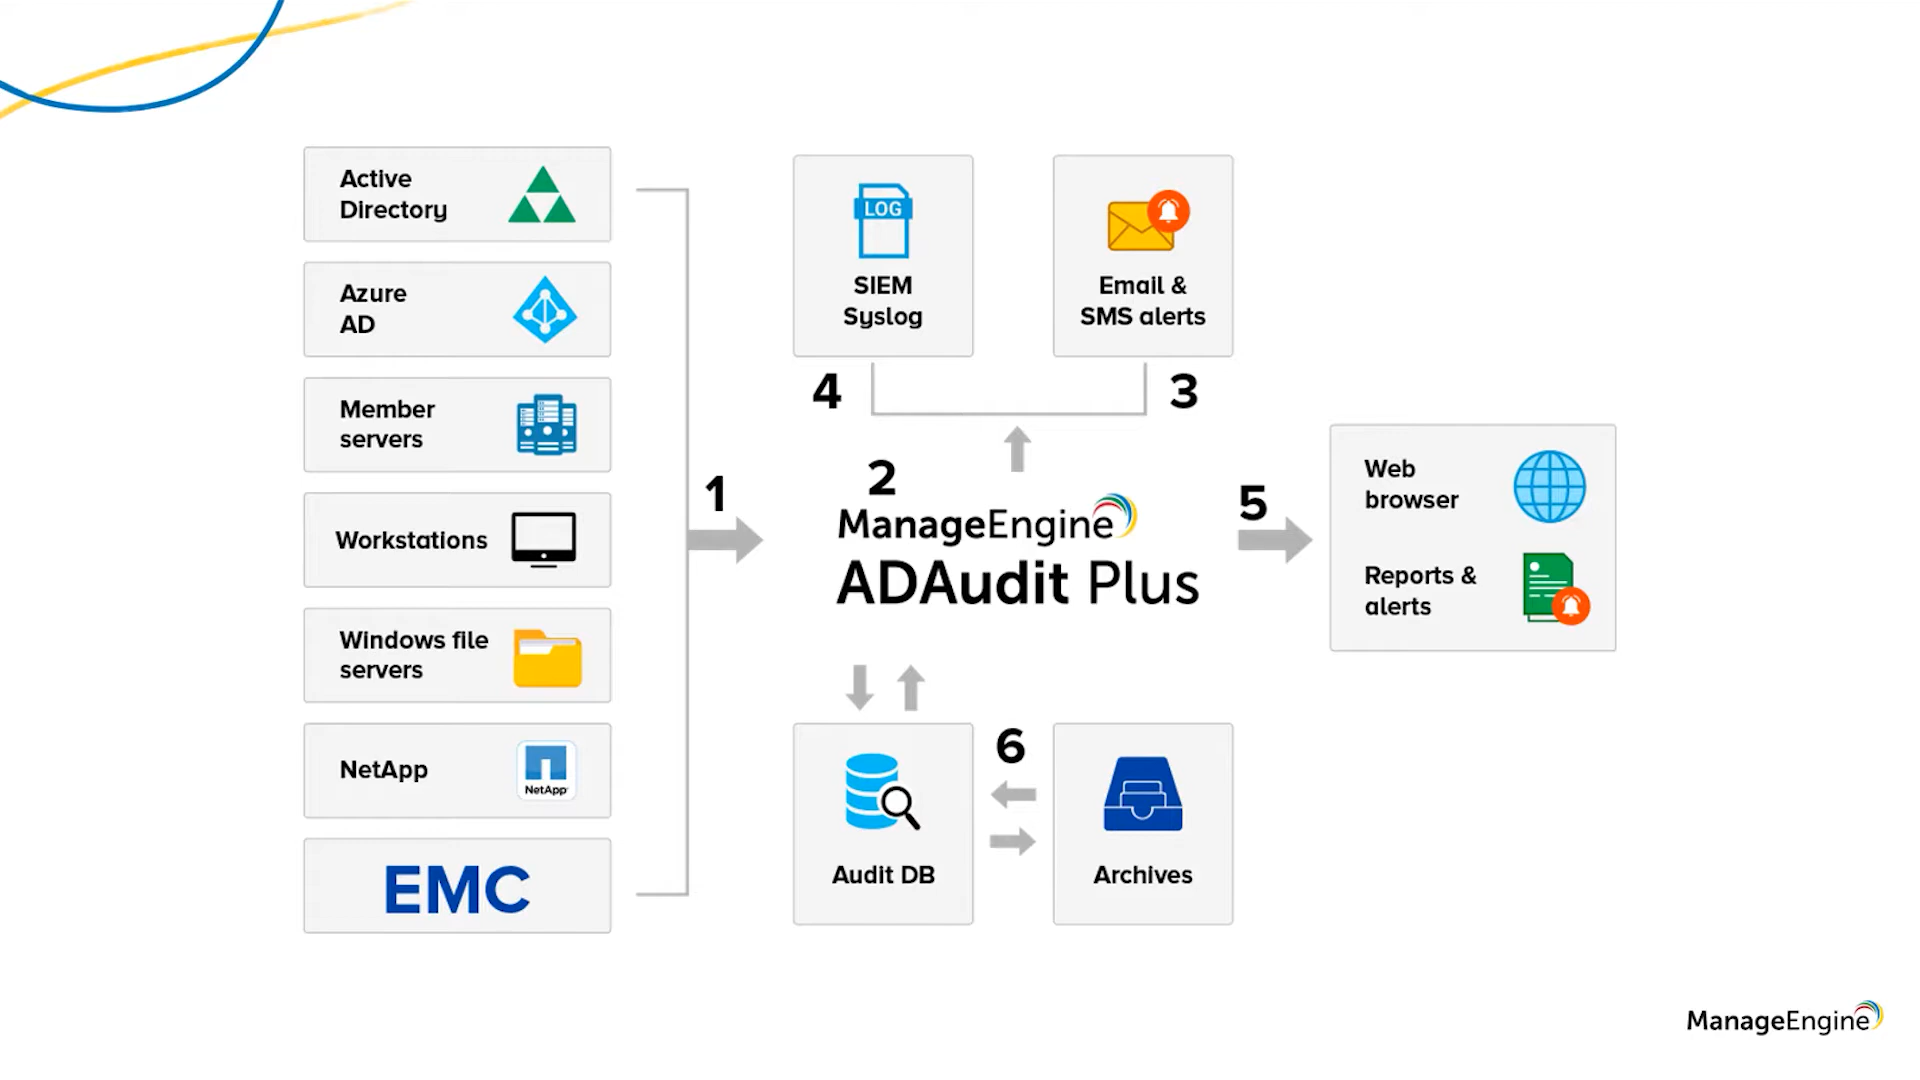 Active
Directory
Azure
AD
Member
servers
Workstations
Windows file
servers
NetApp
NetApp
EMC
1
LOG
SIEM
Syslog
4
Email &
SMS alerts
3
2
ManageEngine
ADAudit Plus
5
Web
browser
Reports &
alerts
6
Audit DB
Archives
ManageEngine